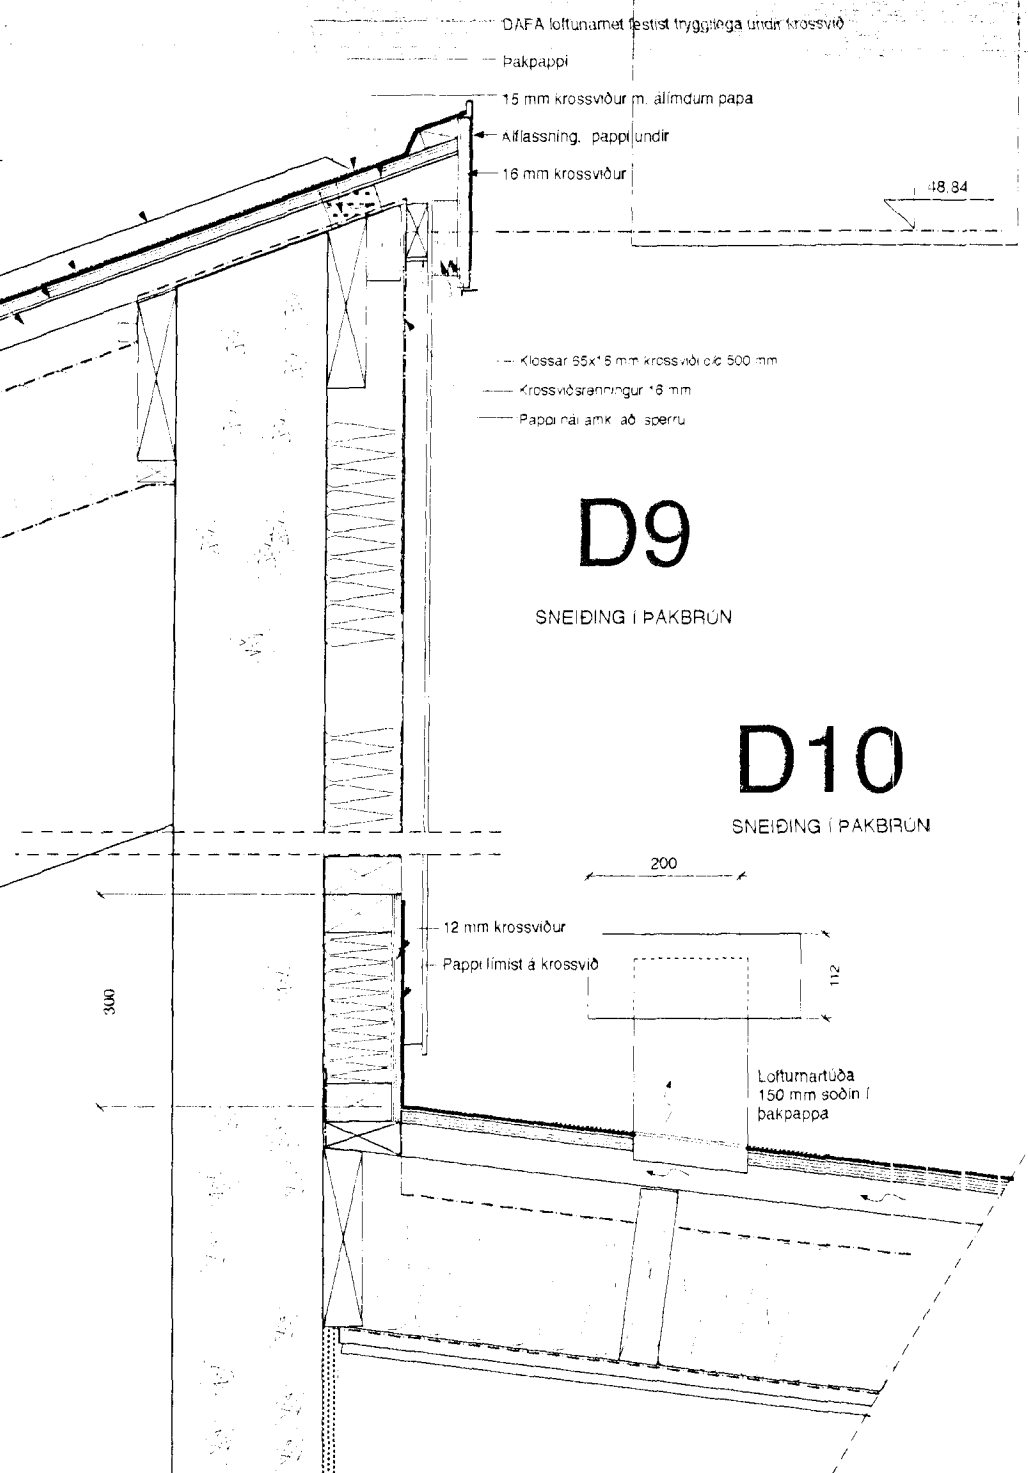 DAFA loftunarnet festist tryggilega undir krossvið
Þakpappi
15 mm krossviður m. álímdum papa
Álflassning, pappi undir
16 mm krossviður
48.84
Klossar 65x16 mm krossviði c/c 500 mm
Krossviðsrenningur 16 mm
Pappi nái amk að sperru
D9
SNEIÐING Í ÞAKBRÚN
D10
SNEIÐING Í ÞAKBRÚN
200
12 mm krossviður
Pappi límist á krossvið
112
300
Loftunartúða
150 mm soðin í
þakpappa